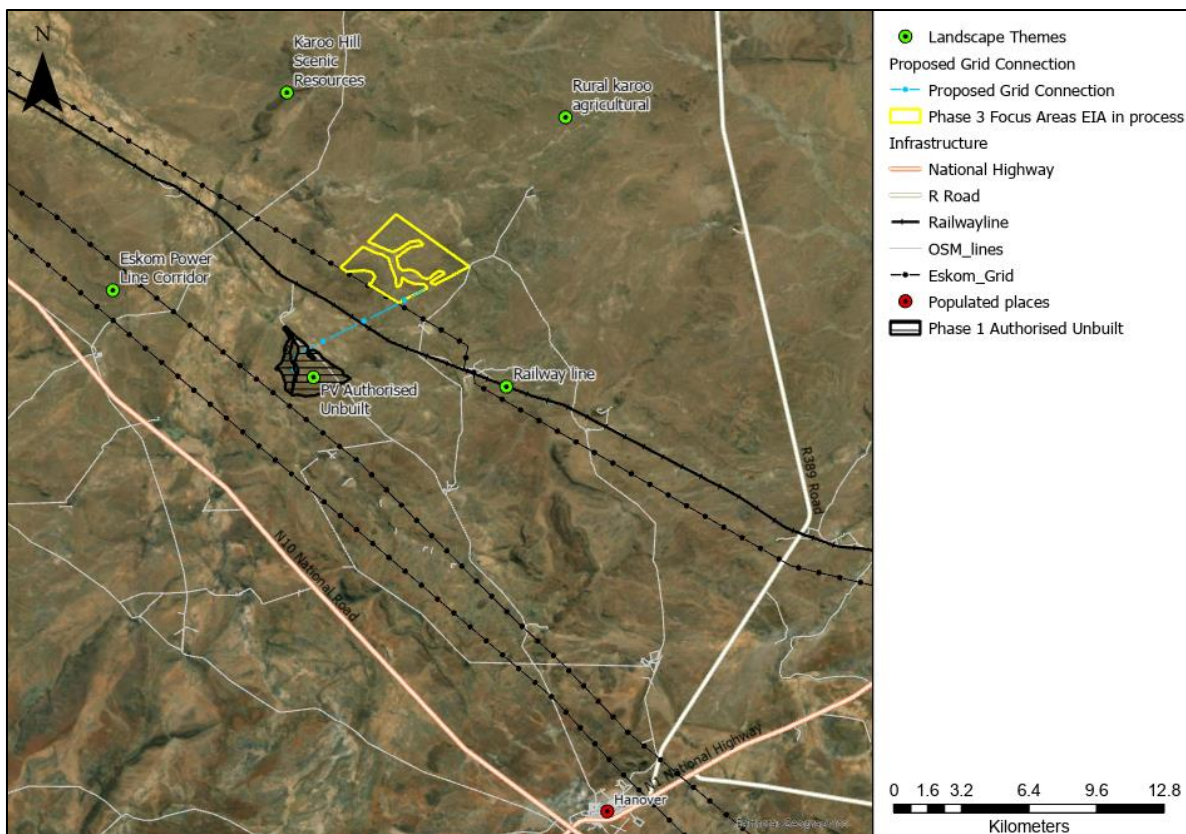 N
Karoo Hill
Scenic
Resources
Rural karoo
agricultural
Eskom Power
Line Corridor
PV Authorised
Unbuilt
Railway line
R389 Road
N10 National Road
N1 National Highway
Hanover
Earthstar Geographics
Landscape Themes
Proposed Grid Connection
Proposed Grid Connection
Phase 3 Focus Areas EIA in process
Infrastructure
National Highway
R Road
Railwayline
OSM_lines
Eskom_Grid
Populated places
Phase 1 Authorised Unbuilt
0 1.6 3.2 6.4 9.6 12.8
Kilometers